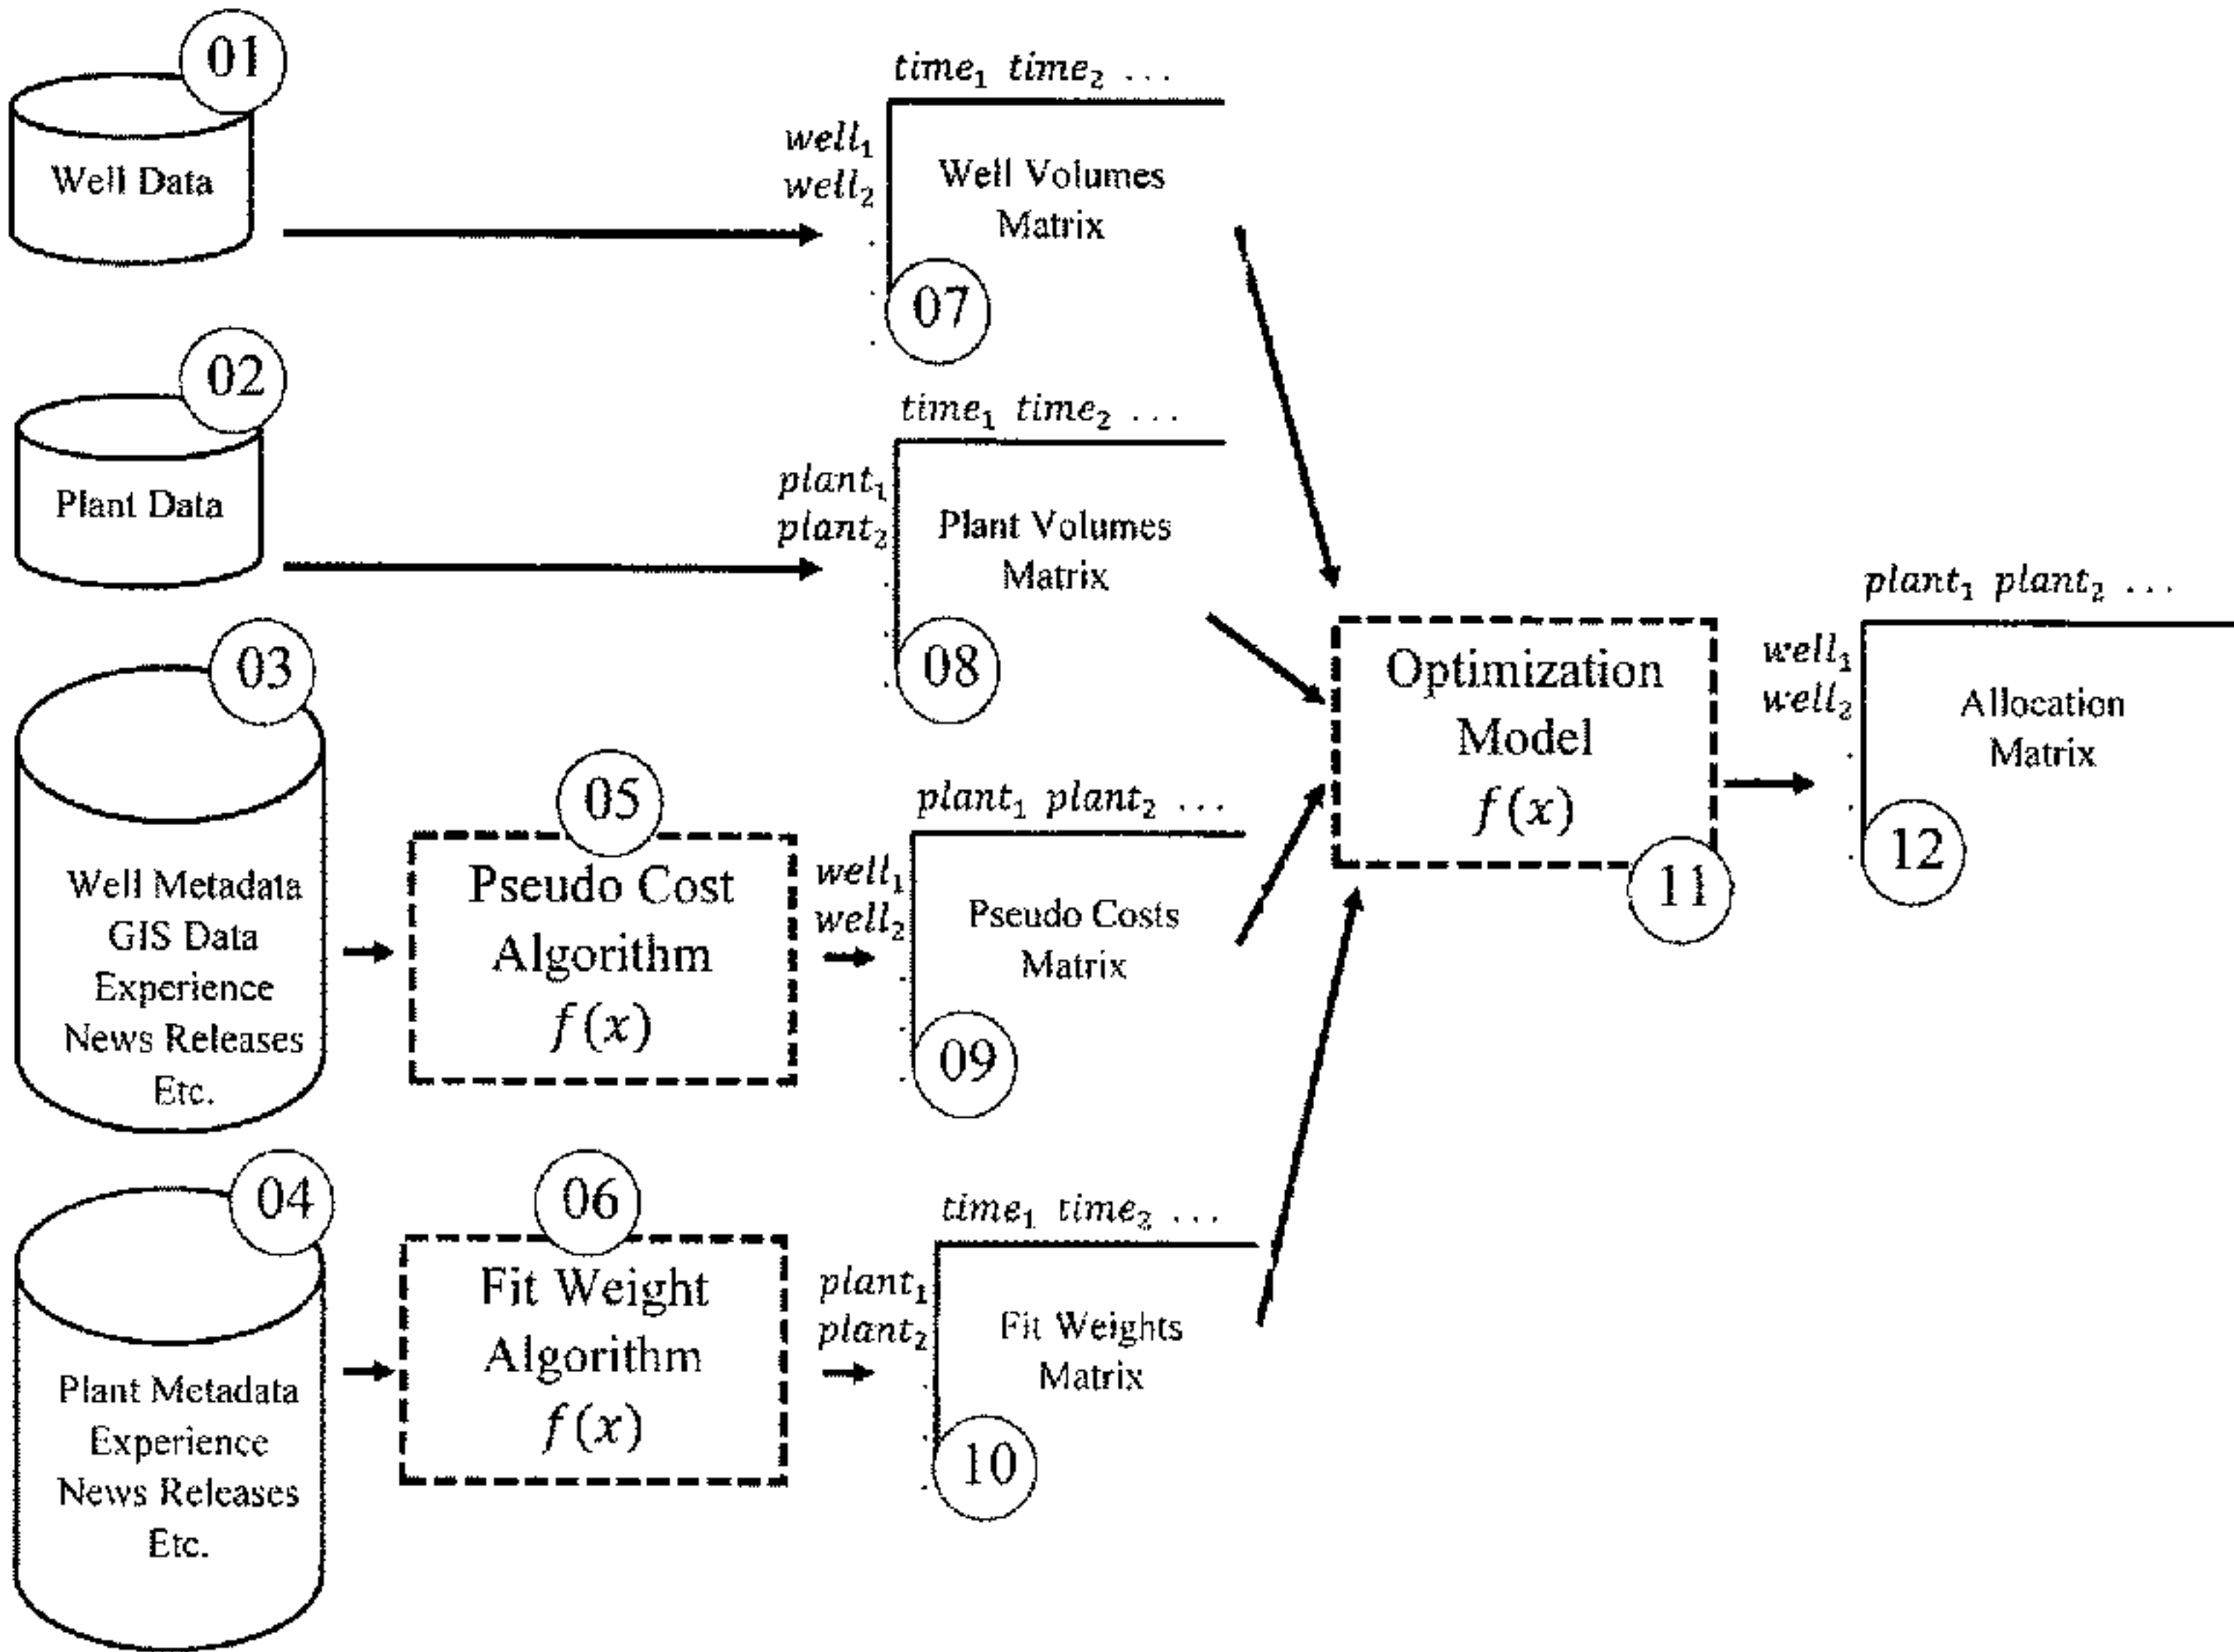 01
Well Data
time₁ time₂ ...
well₁
well₂
Well Volumes
Matrix
07
02
Plant Data
time₁ time₂ ...
plant₁
plant₂
Plant Volumes
Matrix
08
03
Well Metadata
GIS Data
Experience
News Releases
Etc.
05
Pseudo Cost
Algorithm
f(x)
plant₁ plant₂ ...
well₁
well₂
Pseudo Costs
Matrix
09
04
Plant Metadata
Experience
News Releases
Etc.
06
Fit Weight
Algorithm
f(x)
time₁ time₂ ...
plant₁
plant₂
Fit Weights
Matrix
10
Optimization
Model
f(x)
11
plant₁ plant₂ ...
well₁
well₂
Allocation
Matrix
12